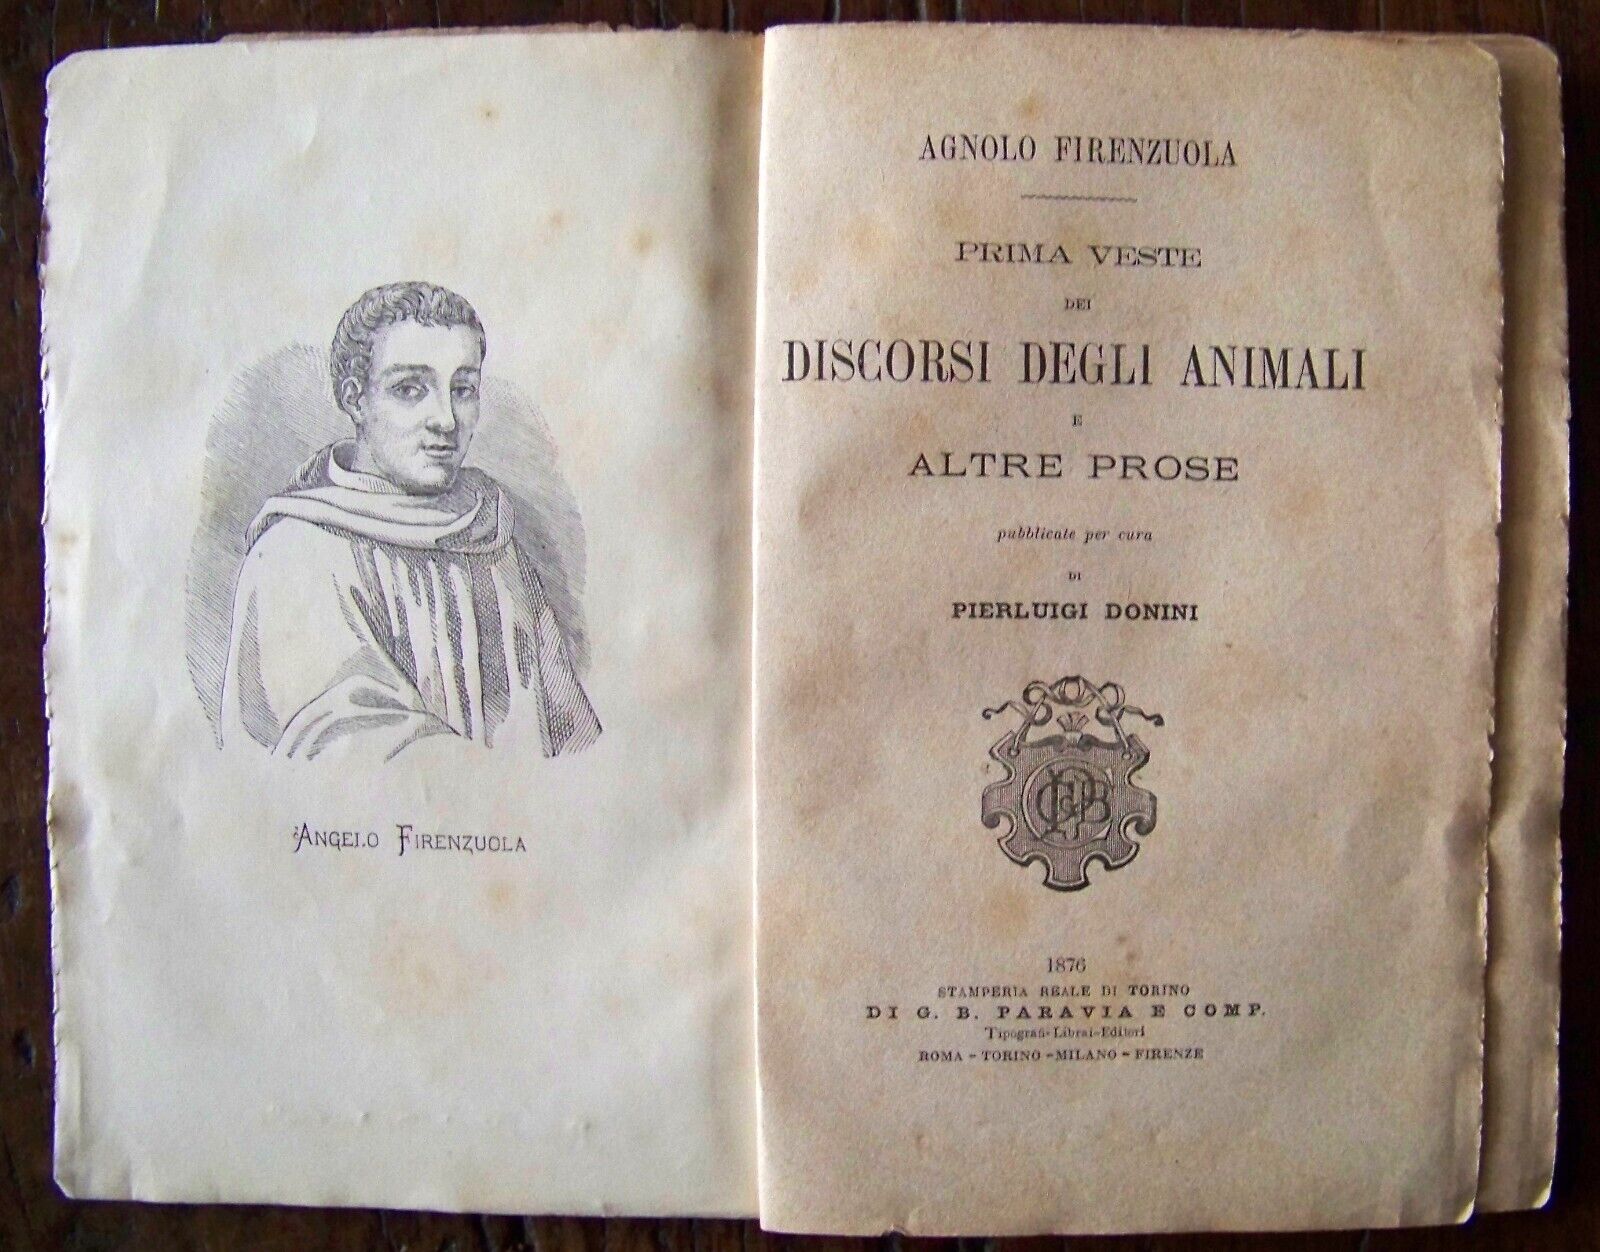 ANGELO FIRENZUOLA
AGNOLO FIRENZUOLA
PRIMA VESTE
DEI
DISCORSI DEGLI ANIMALI
E
ALTRE PROSE
pubblicate per cura
DI
PIERLUIGI DONINI
1876
STAMPERIA REALE DI TORINO
DI G. B. PARAVIA E COMP.
Tipografi-Librai-Editori
ROMA - TORINO - MILANO - FIRENZE